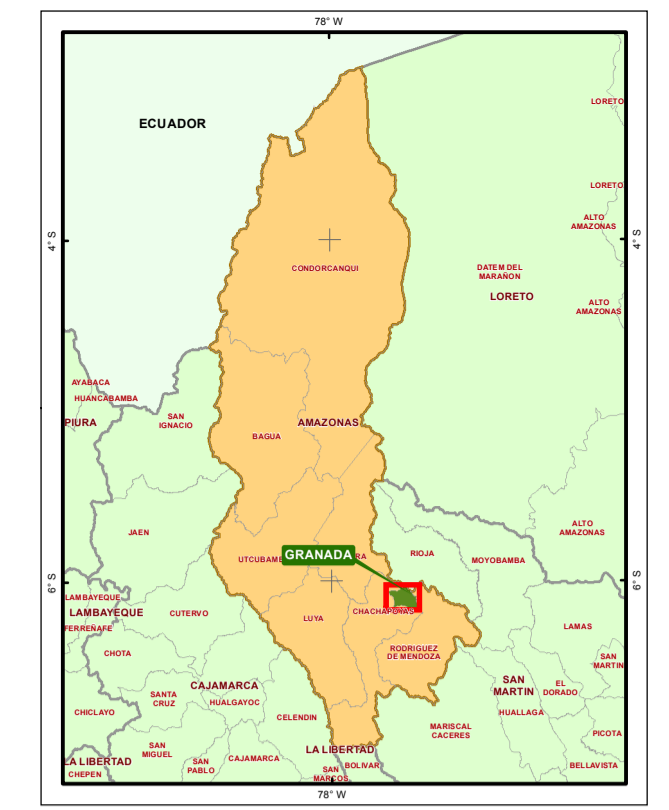 78° W
ECUADOR
LORETO
LORETO
ALTO
AMAZONAS
4° S
4° S
CONDORCANQUI
DATEM DEL
MARAÑON
LORETO
ALTO
AMAZONAS
AYABACA
HUANCABAMBA
PIURA
SAN
IGNACIO
AMAZONAS
BAGUA
JAEN
ALTO
AMAZONAS
GRANADA
RIOJA
MOYOBAMBA
6° S
6° S
LAMBAYEQUE
LAMBAYEQUE
FERREÑAFE
CUTERVO
LUYA
CHACHAPOYAS
LAMAS
CHOTA
RODRIGUEZ
DE MENDOZA
SAN
MARTIN
CAJAMARCA
SANTA
CRUZ
HUALGAYOC
SAN
MARTIN
EL
DORADO
CHICLAYO
CELENDIN
HUALLAGA
MARISCAL
CACERES
PICOTA
SAN
MIGUEL
LA LIBERTAD
LA LIBERTAD
CHEPEN
SAN
PABLO
CAJAMARCA
SAN
MARCOS
BOLIVAR
BELLAVISTA
78° W